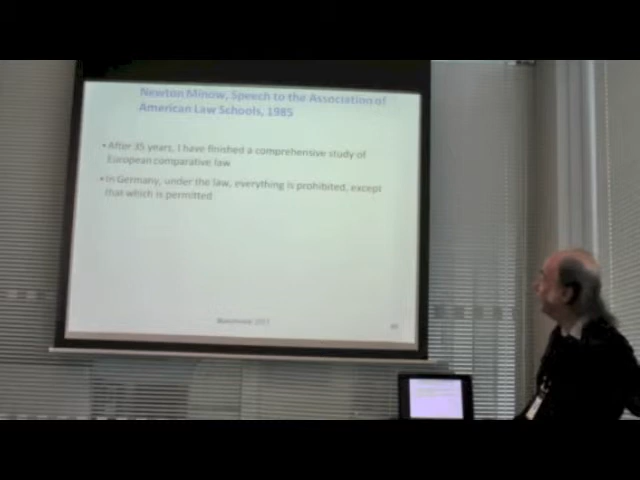 Newton Minow, Speech to the Association of
American Law Schools, 1985
• After 35 years, I have finished a comprehensive study of
European comparative law
• In Germany, under the law, everything is prohibited, except
that which is permitted